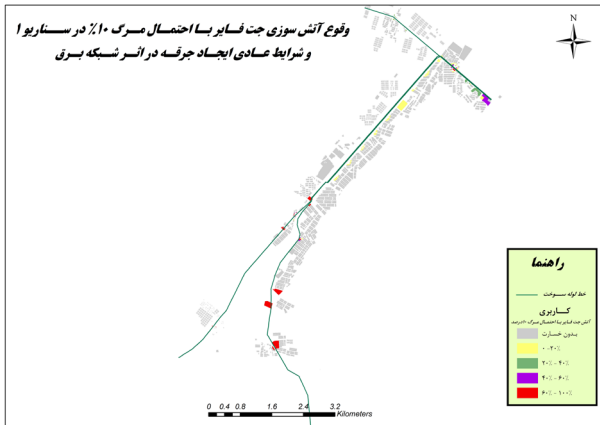 وقوع آتش سوزی جت فایر با احتمال مرگ ۱۰٪ در سناریو ۱
و شرایط عادی ایجاد جرقه در اثر شبکه برق
N
راهنما
خط لوله سوخت
کاربری
آتش جت فایر با احتمال مرگ ۱۰درصد
بدون خسارت
۰ - ۲۰٪
۲۰٪ - ۴۰٪
۴۰٪ - ۶۰٪
۶۰٪ - ۱۰۰٪
0 0.4 0.8 1.6 2.4 3.2
Kilometers